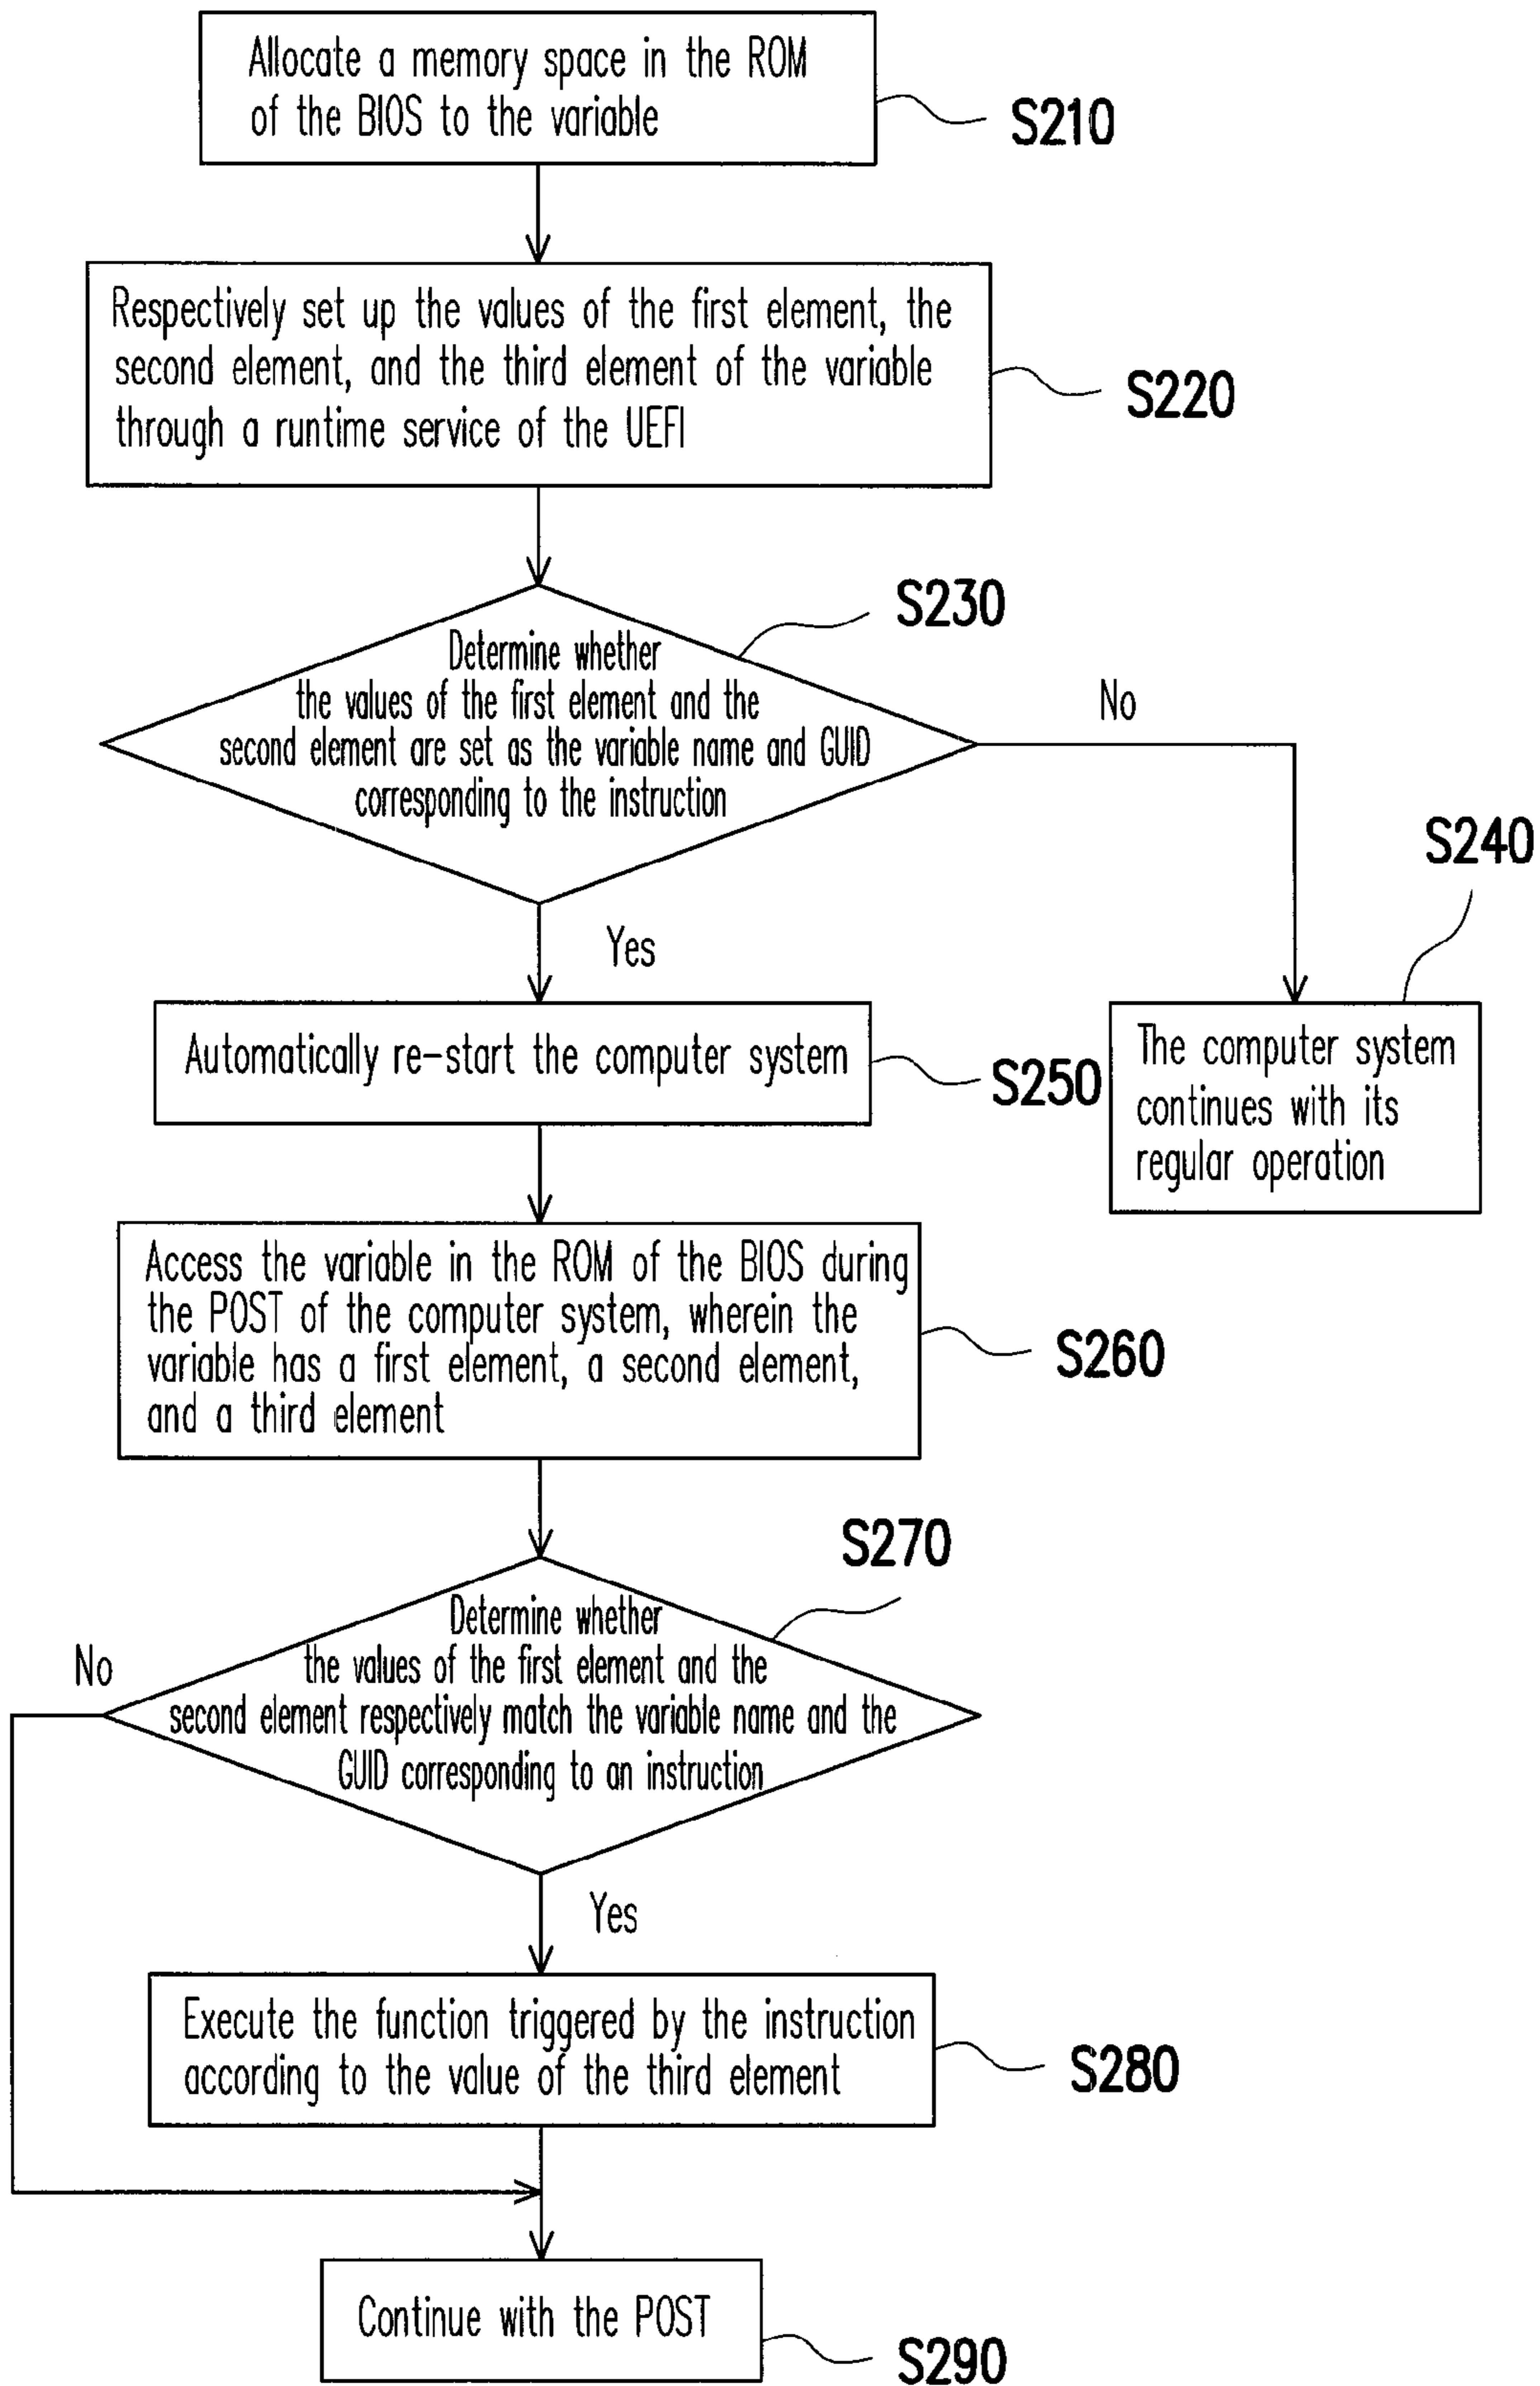 Allocate a memory space in the ROM
of the BIOS to the variable
S210
Respectively set up the values of the first element, the
second element, and the third element of the variable
through a runtime service of the UEFI
S220
S230
Determine whether
the values of the first element and the
second element are set as the variable name and GUID
corresponding to the instruction
No
Yes
S240
The computer system
continues with its
regular operation
Automatically re-start the computer system
S250
Access the variable in the ROM of the BIOS during
the POST of the computer system, wherein the
variable has a first element, a second element,
and a third element
S260
S270
Determine whether
the values of the first element and the
second element respectively match the variable name and the
GUID corresponding to an instruction
No
Yes
Execute the function triggered by the instruction
according to the value of the third element
S280
Continue with the POST
S290